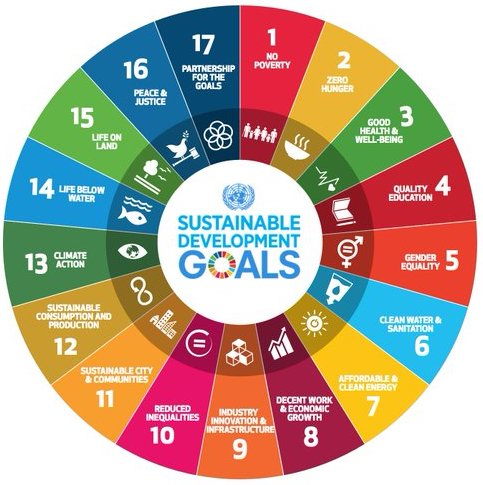 SUSTAINABLE
DEVELOPMENT
GOALS
1
NO
POVERTY
2
ZERO
HUNGER
3
GOOD
HEALTH &
WELL-BEING
QUALITY
EDUCATION
4
GENDER
EQUALITY
5
CLEAN WATER &
SANITATION
6
AFFORDABLE &
CLEAN ENERGY
7
DECENT WORK
& ECONOMIC
GROWTH
8
INDUSTRY
INNOVATION &
INFRASTRUCTURE
9
REDUCED
INEQUALITIES
10
SUSTAINABLE CITY
& COMMUNITIES
11
SUSTAINABLE
CONSUMPTION AND
PRODUCTION
12
13
CLIMATE
ACTION
14
LIFE BELOW
WATER
15
LIFE ON
LAND
16
PEACE &
JUSTICE
17
PARTNERSHIP
FOR THE
GOALS